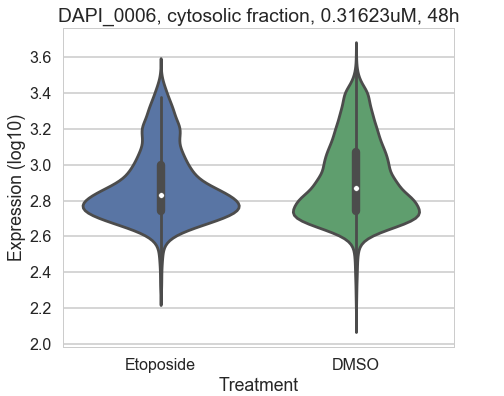 DAPI_0006, cytosolic fraction, 0.31623uM, 48h
Expression (log10)
3.6
3.4
3.2
3.0
2.8
2.6
2.4
2.2
2.0
Etoposide DMSO
Treatment